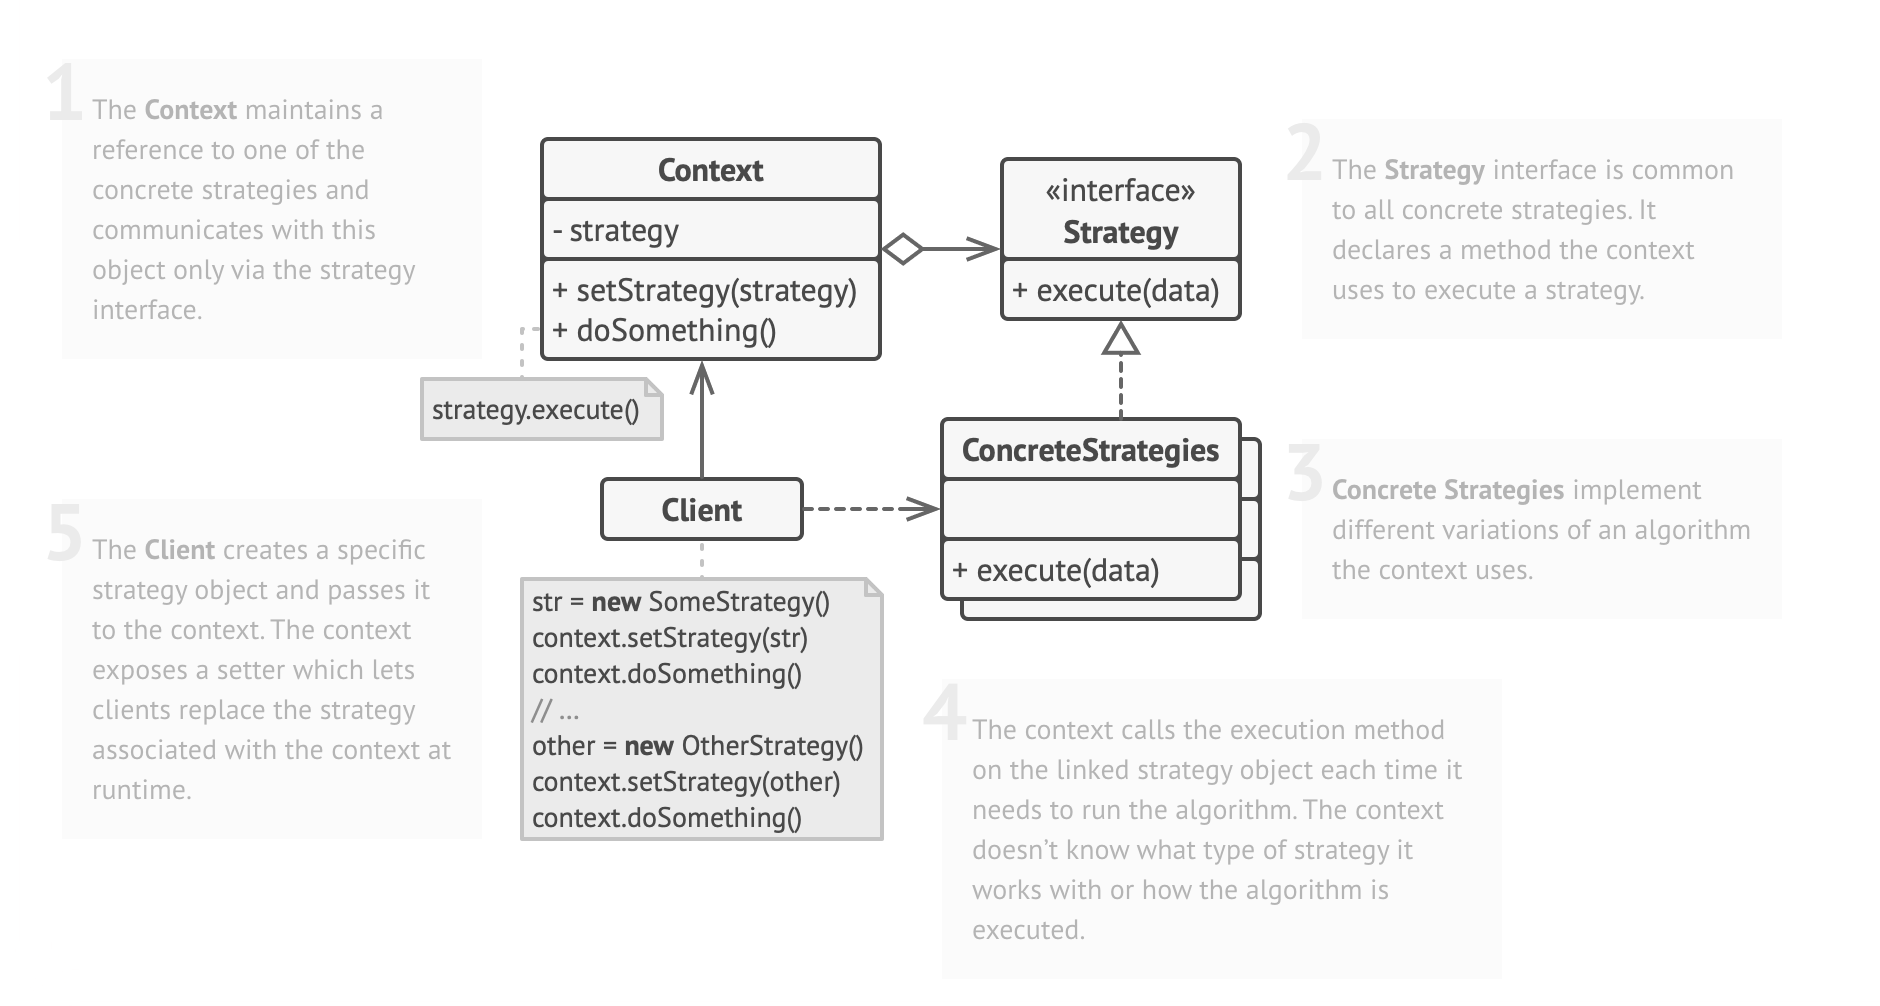 1
The Context maintains a
reference to one of the
concrete strategies and
communicates with this
object only via the strategy
interface.
Context
- strategy
+ setStrategy(strategy)
+ doSomething()
strategy.execute()
«interface»
Strategy
+ execute(data)
2
The Strategy interface is common
to all concrete strategies. It
declares a method the context
uses to execute a strategy.
ConcreteStrategies
+ execute(data)
3
Concrete Strategies implement
different variations of an algorithm
the context uses.
Client
str = new SomeStrategy()
context.setStrategy(str)
context.doSomething()
// ...
other = new OtherStrategy()
context.setStrategy(other)
context.doSomething()
4
The context calls the execution method
on the linked strategy object each time it
needs to run the algorithm. The context
doesn’t know what type of strategy it
works with or how the algorithm is
executed.
5
The Client creates a specific
strategy object and passes it
to the context. The context
exposes a setter which lets
clients replace the strategy
associated with the context at
runtime.